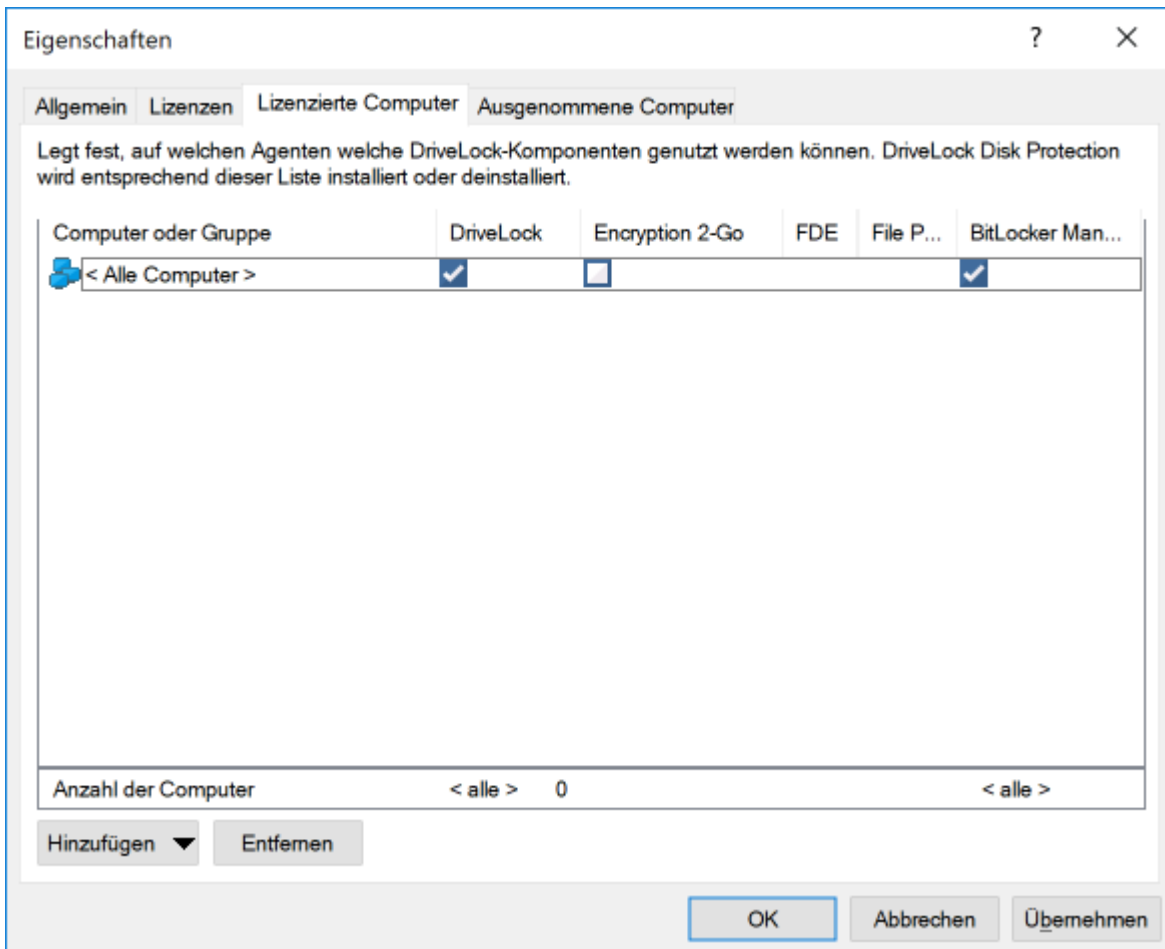 Eigenschaften ?
Allgemein Lizenzen Lizenzierte Computer Ausgenommene Computer
Legt fest, auf welchen Agenten welche DriveLock-Komponenten genutzt werden können. DriveLock Disk Protection
wird entsprechend dieser Liste installiert oder deinstalliert.
Computer oder Gruppe DriveLock Encryption 2-Go FDE File P... BitLocker Man...
< Alle Computer >
Anzahl der Computer < alle > 0 < alle >
Hinzufügen Entfernen
OK Abbrechen Übernehmen